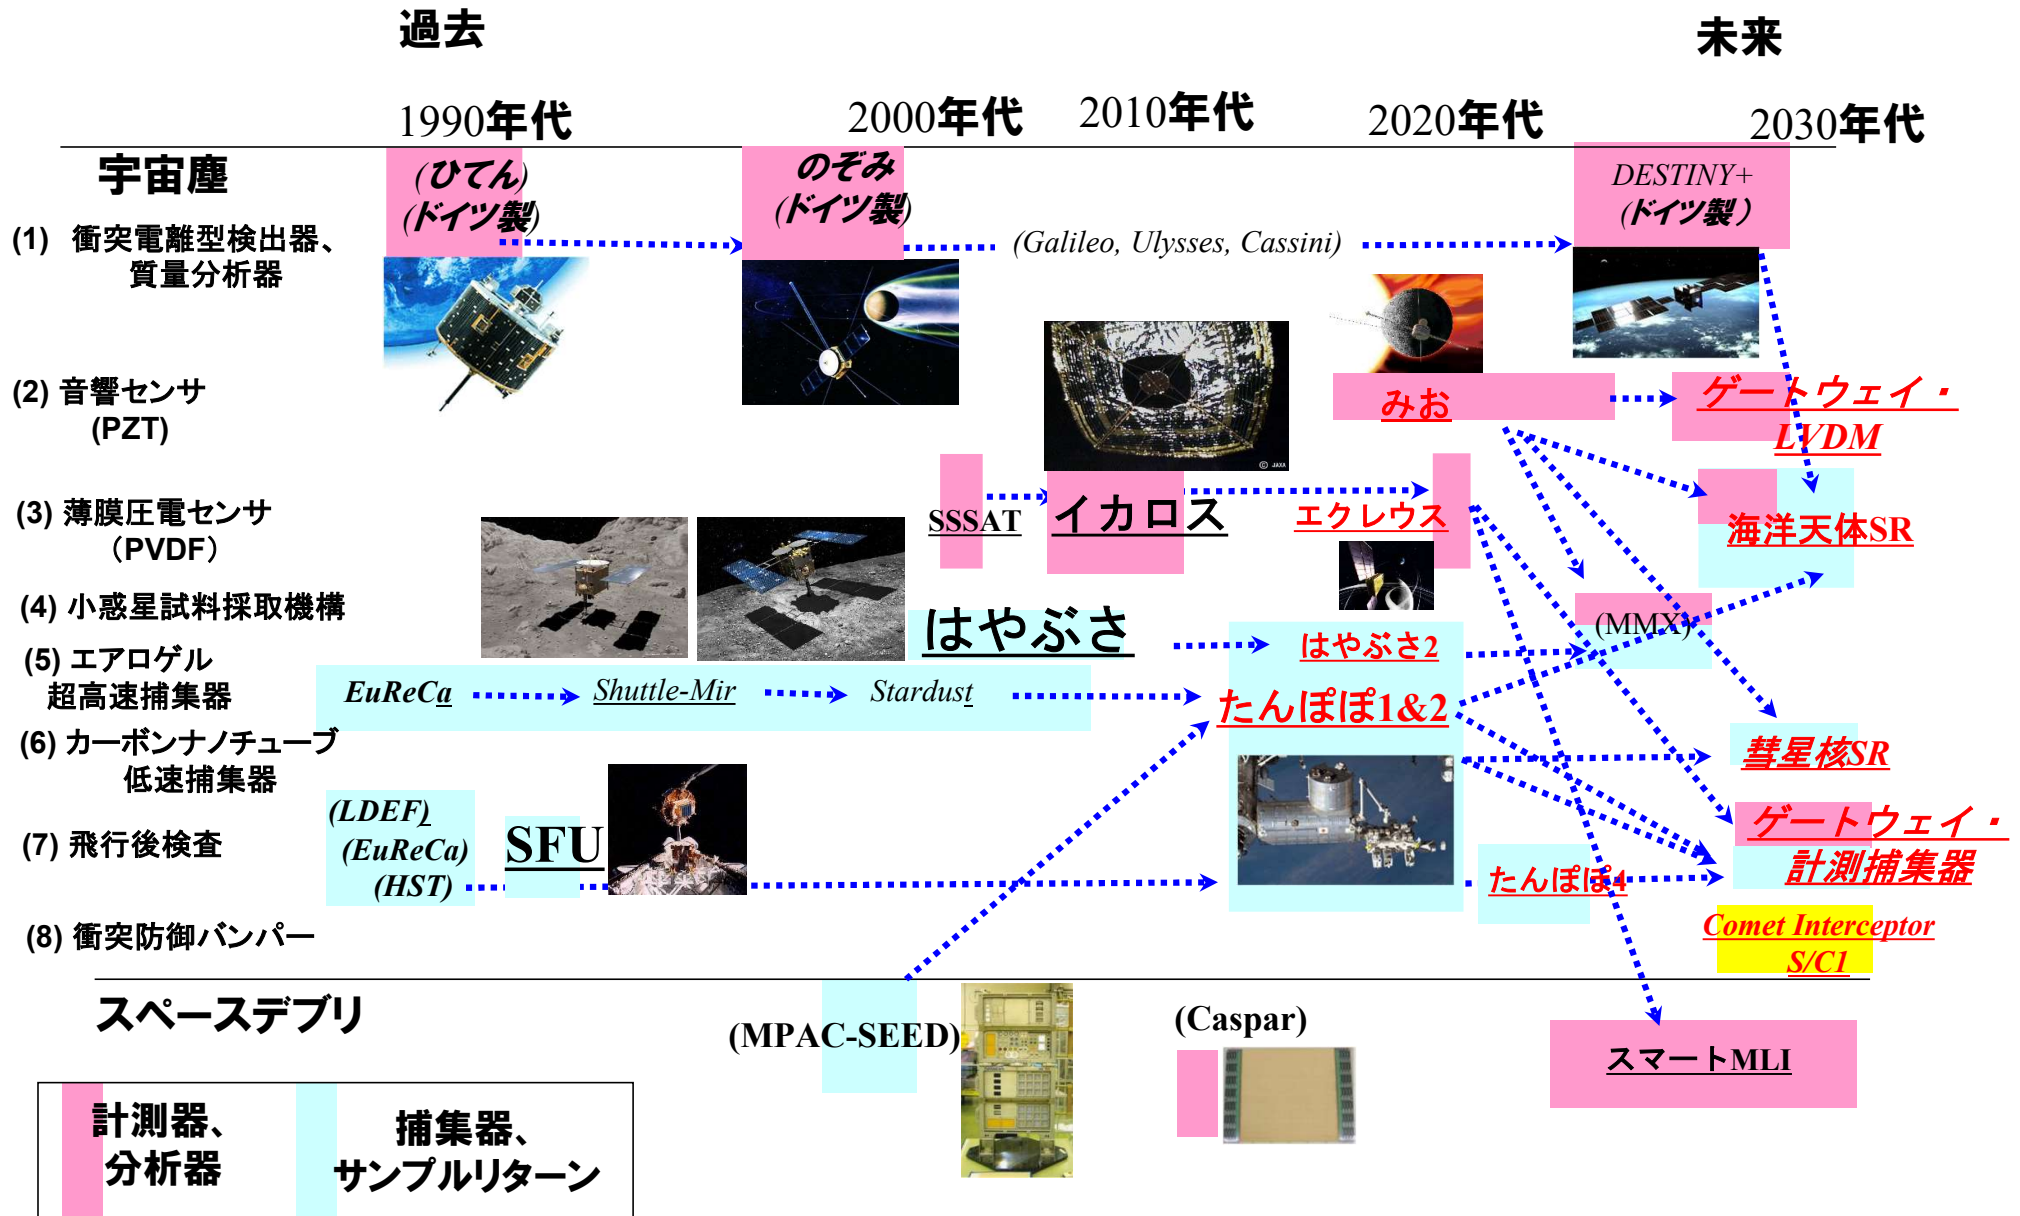 過去
未来
1990年代
2000年代
2010年代
2020年代
2030年代
宇宙塵
(ひてん)
(ドイツ製)
のぞみ
(ドイツ製)
DESTINY+
(ドイツ製）
(1) 衝突電離型検出器、
質量分析器
(Galileo, Ulysses, Cassini)
(2) 音響センサ
(PZT)
みお
ゲートウェイ・
LVDM
© JAXA
(3) 薄膜圧電センサ
（PVDF）
SSSAT
イカロス
エクレウス
海洋天体SR
(4) 小惑星試料採取機構
はやぶさ
はやぶさ2
(MMX)
(5) エアロゲル
超高速捕集器
EuReCa
Shuttle-Mir
Stardust
たんぽぽ1&2
(6) カーボンナノチューブ
低速捕集器
彗星核SR
(7) 飛行後検査
(LDEF)
(EuReCa)
(HST)
SFU
たんぽぽ4
ゲートウェイ・
計測捕集器
(8) 衝突防御バンパー
Comet Interceptor
S/C1
スペースデブリ
(MPAC-SEED)
(Caspar)
スマートMLI
計測器、
分析器
捕集器、
サンプルリターン